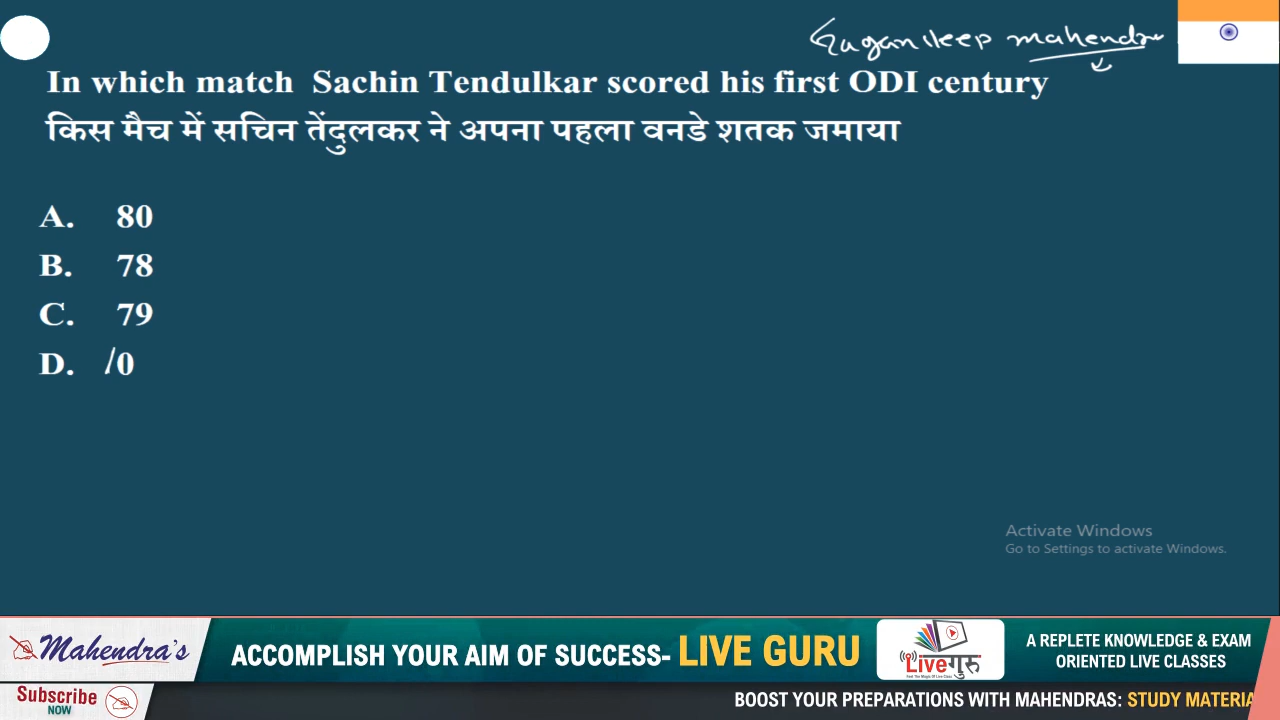 Gagandeep mahendra
In which match Sachin Tendulkar scored his first ODI century
किस मैच में सचिन तेंदुलकर ने अपना पहला वनडे शतक जमाया
A. 80
B. 78
C. 79
D. /0
Activate Windows
Go to Settings to activate Windows.
Mahendra's
ACCOMPLISH YOUR AIM OF SUCCESS- LIVE GURU
Liveगुरु
A REPLETE KNOWLEDGE & EXAM
ORIENTED LIVE CLASSES
Subscribe
NOW
BOOST YOUR PREPARATIONS WITH MAHENDRAS: STUDY MATERIA